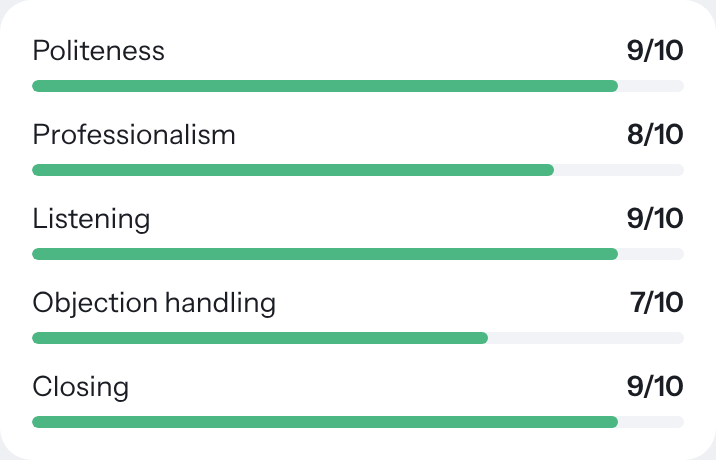 Politeness 9/10
Professionalism 8/10
Listening 9/10
Objection handling 7/10
Closing 9/10